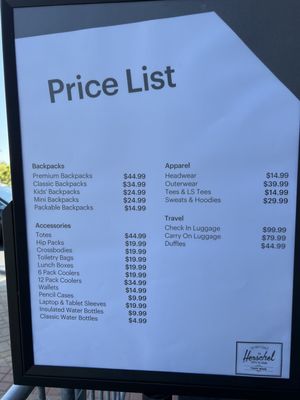 Price List
Backpacks
Premium Backpacks $44.99
Classic Backpacks $34.99
Kids' Backpacks $24.99
Mini Backpacks $24.99
Packable Backpacks $14.99
Accessories
Totes $44.99
Hip Packs $19.99
Crossbodies $19.99
Toiletry Bags $19.99
Lunch Boxes $19.99
6 Pack Coolers $19.99
12 Pack Coolers $34.99
Wallets $14.99
Pencil Cases $9.99
Laptop & Tablet Sleeves $19.99
Insulated Water Bottles $9.99
Classic Water Bottles $4.99
Apparel
Headwear $14.99
Outerwear $39.99
Tees & LS Tees $14.99
Sweats & Hoodies $29.99
Travel
Check In Luggage $99.99
Carry On Luggage $79.99
Duffles $44.99
Herschel